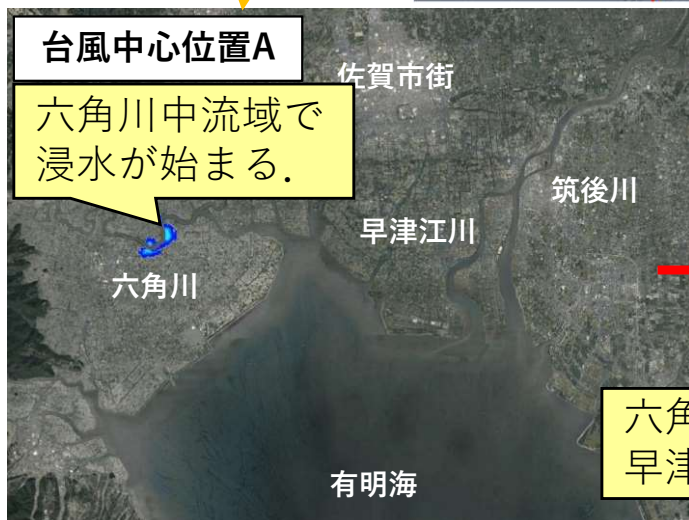 台風中心位置A
六角川中流域で
浸水が始まる.
佐賀市街
筑後川
早津江川
六角川
六角
早津
有明海